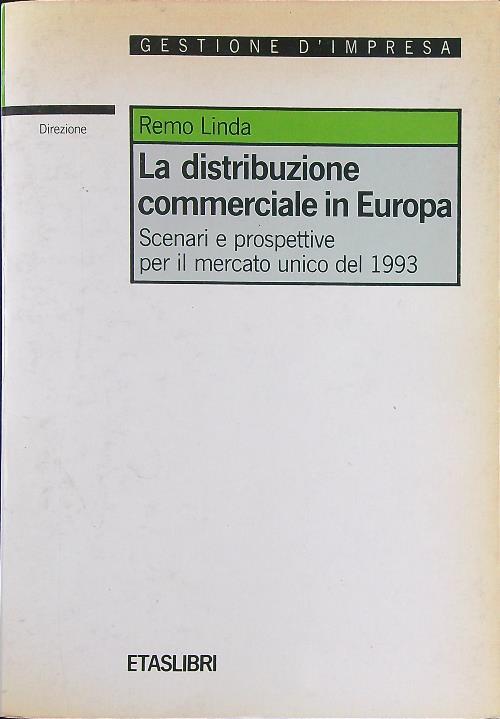 GESTIONE D'IMPRESA
Direzione
Remo Linda
La distribuzione
commerciale in Europa
Scenari e prospettive
per il mercato unico del 1993
ETASLIBRI